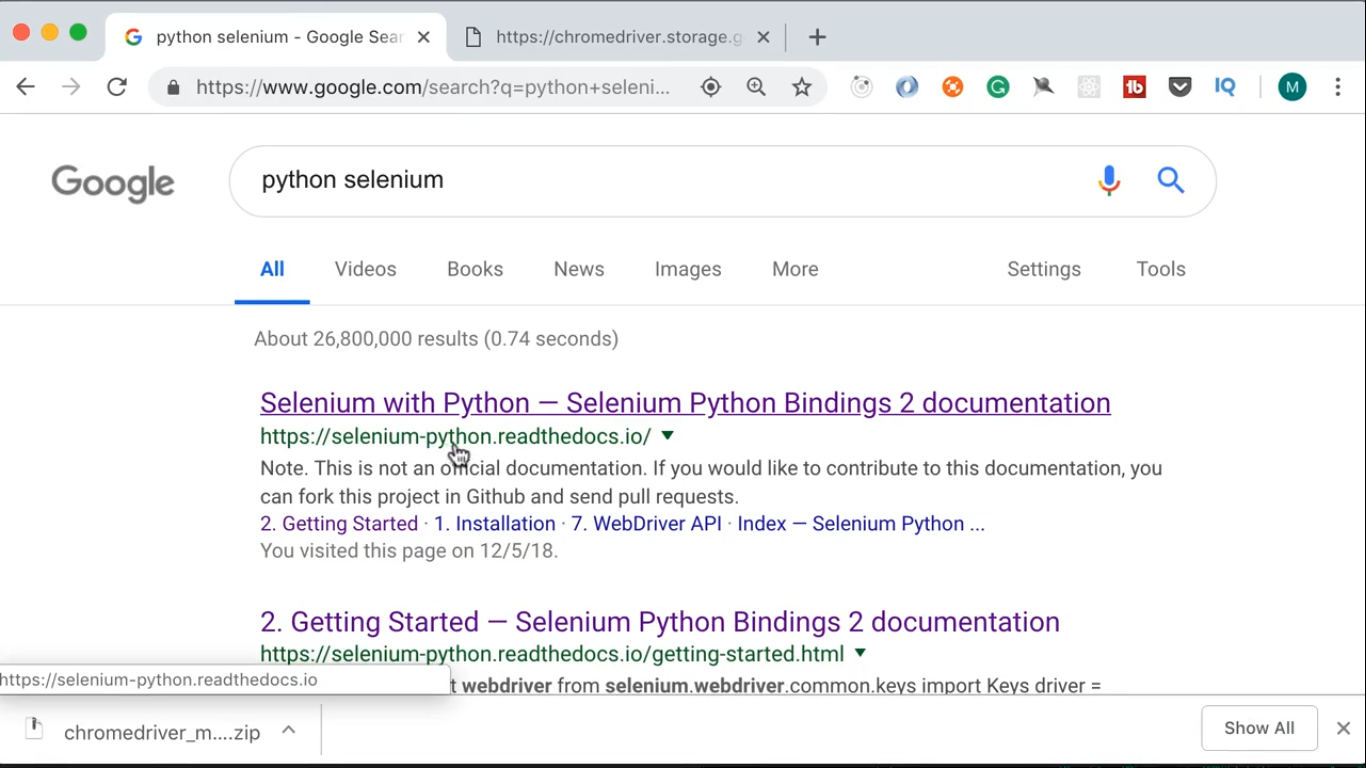 python selenium - Google Sear
https://chromedriver.storage.g
https://www.google.com/search?q=python+seleni...
tb
IQ
M
Google
python selenium
All Videos Books News Images More Settings Tools
About 26,800,000 results (0.74 seconds)
Selenium with Python — Selenium Python Bindings 2 documentation
https://selenium-python.readthedocs.io/
Note. This is not an official documentation. If you would like to contribute to this documentation, you
can fork this project in Github and send pull requests.
2. Getting Started · 1. Installation · 7. WebDriver API · Index — Selenium Python ...
You visited this page on 12/5/18.
2. Getting Started — Selenium Python Bindings 2 documentation
https://selenium-python.readthedocs.io/getting-started.html
t webdriver from selenium.webdriver.common.keys import Keys driver =
https://selenium-python.readthedocs.io
chromedriver_m....zip
Show All